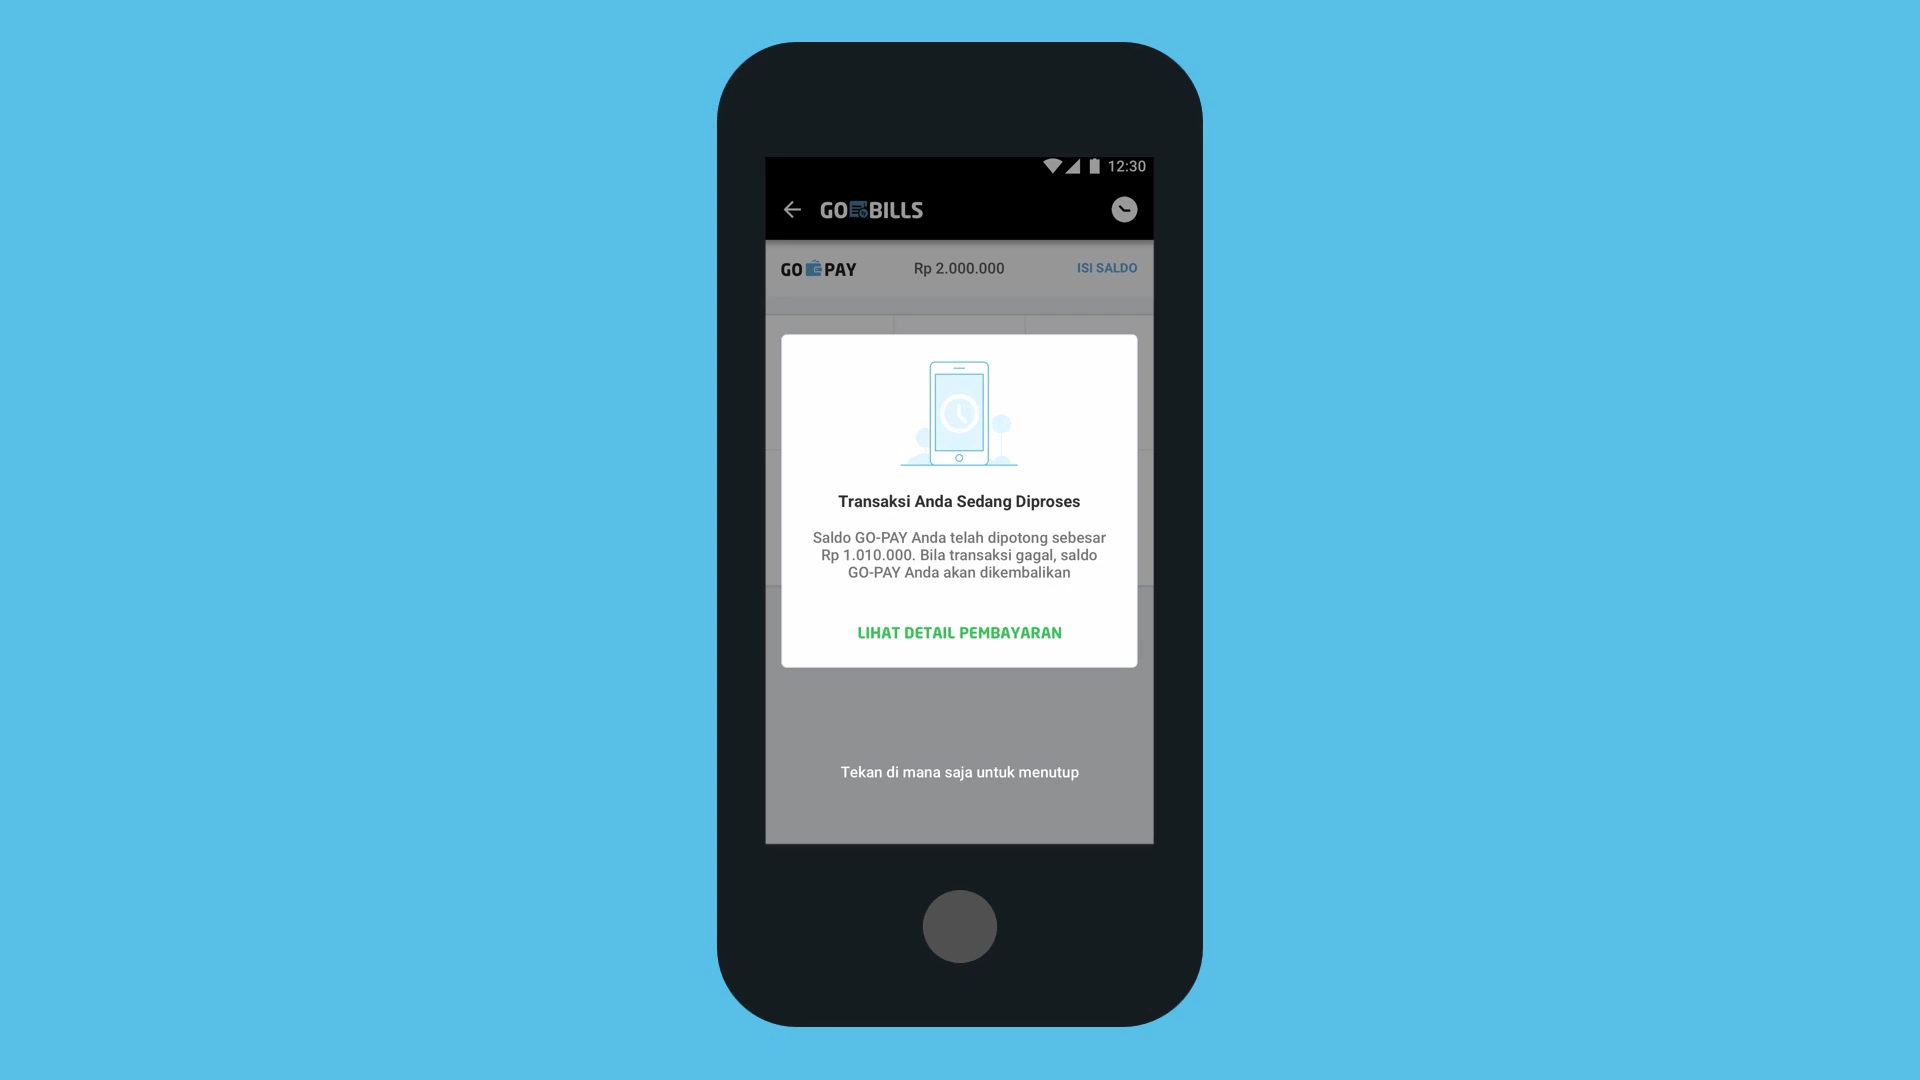 12:30
GO BILLS
GO PAY Rp 2.000.000 ISI SALDO
Transaksi Anda Sedang Diproses
Saldo GO-PAY Anda telah dipotong sebesar
Rp 1.010.000. Bila transaksi gagal, saldo
GO-PAY Anda akan dikembalikan
LIHAT DETAIL PEMBAYARAN
Tekan di mana saja untuk menutup